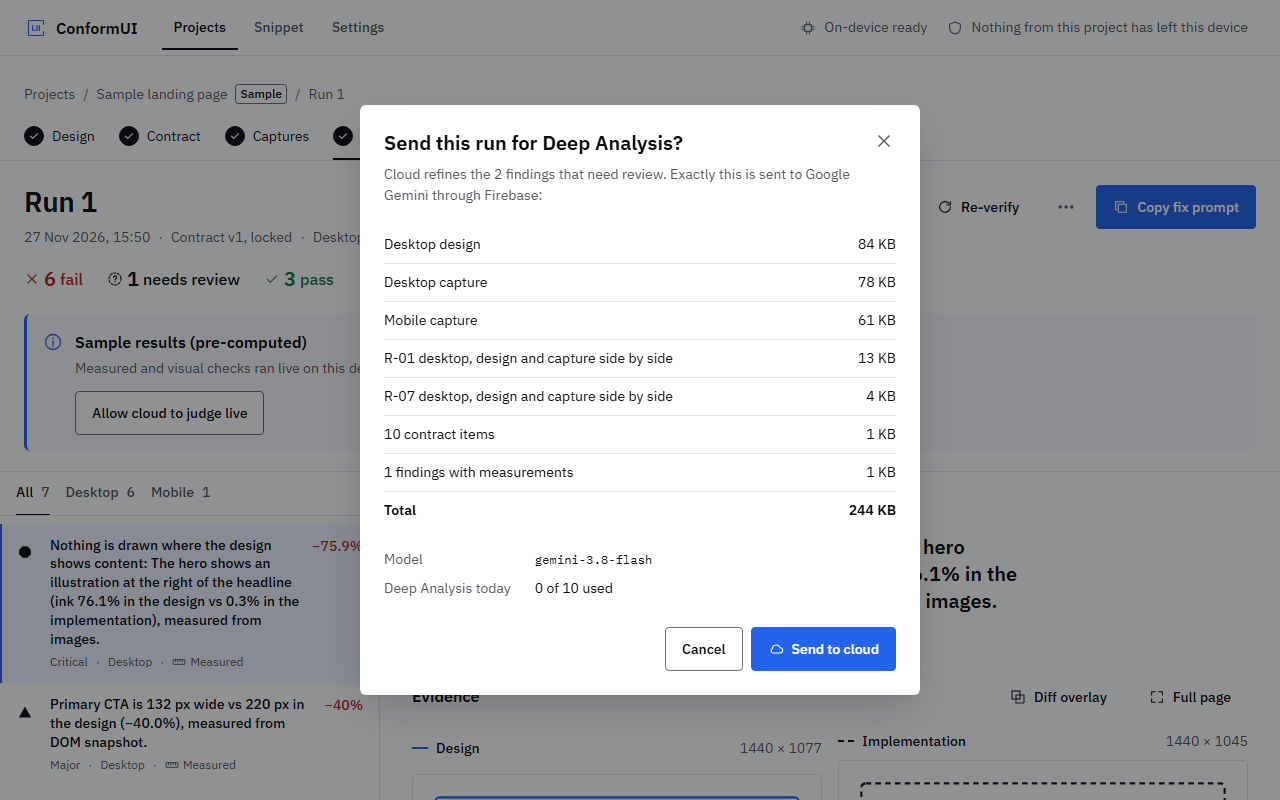 UI ConformUI Projects Snippet Settings On-device ready Nothing from this project has left this device
Projects / Sample landing page Sample / Run 1
Design Contract Captures
Send this run for Deep Analysis?
Cloud refines the 2 findings that need review. Exactly this is sent to Google
Gemini through Firebase:
Desktop design 84 KB
Desktop capture 78 KB
Mobile capture 61 KB
R-01 desktop, design and capture side by side 13 KB
R-07 desktop, design and capture side by side 4 KB
10 contract items 1 KB
1 findings with measurements 1 KB
Total 244 KB
Model gemini-3.8-flash
Deep Analysis today 0 of 10 used
Cancel Send to cloud
Run 1
Re-verify Copy fix prompt
27 Nov 2026, 15:50 · Contract v1, locked ·
6 fail 1 needs review 3 pass
Sample results (pre-computed)
Measured and visual checks ran live on this
Allow cloud to judge live
All 7 Desktop 6 Mobile 1
Nothing is drawn where the design −75.9%
shows content: The hero shows an
illustration at the right of the headline
(ink 76.1% in the design vs 0.3% in the
implementation), measured from
images.
Critical · Desktop · Measured
Primary CTA is 132 px wide vs 220 px in −40%
the design (−40.0%), measured from
DOM snapshot.
Major · Desktop · Measured
hero
.1% in the
images.
Evidence Diff overlay Full page
Design 1440 × 1077
Implementation 1440 × 1045